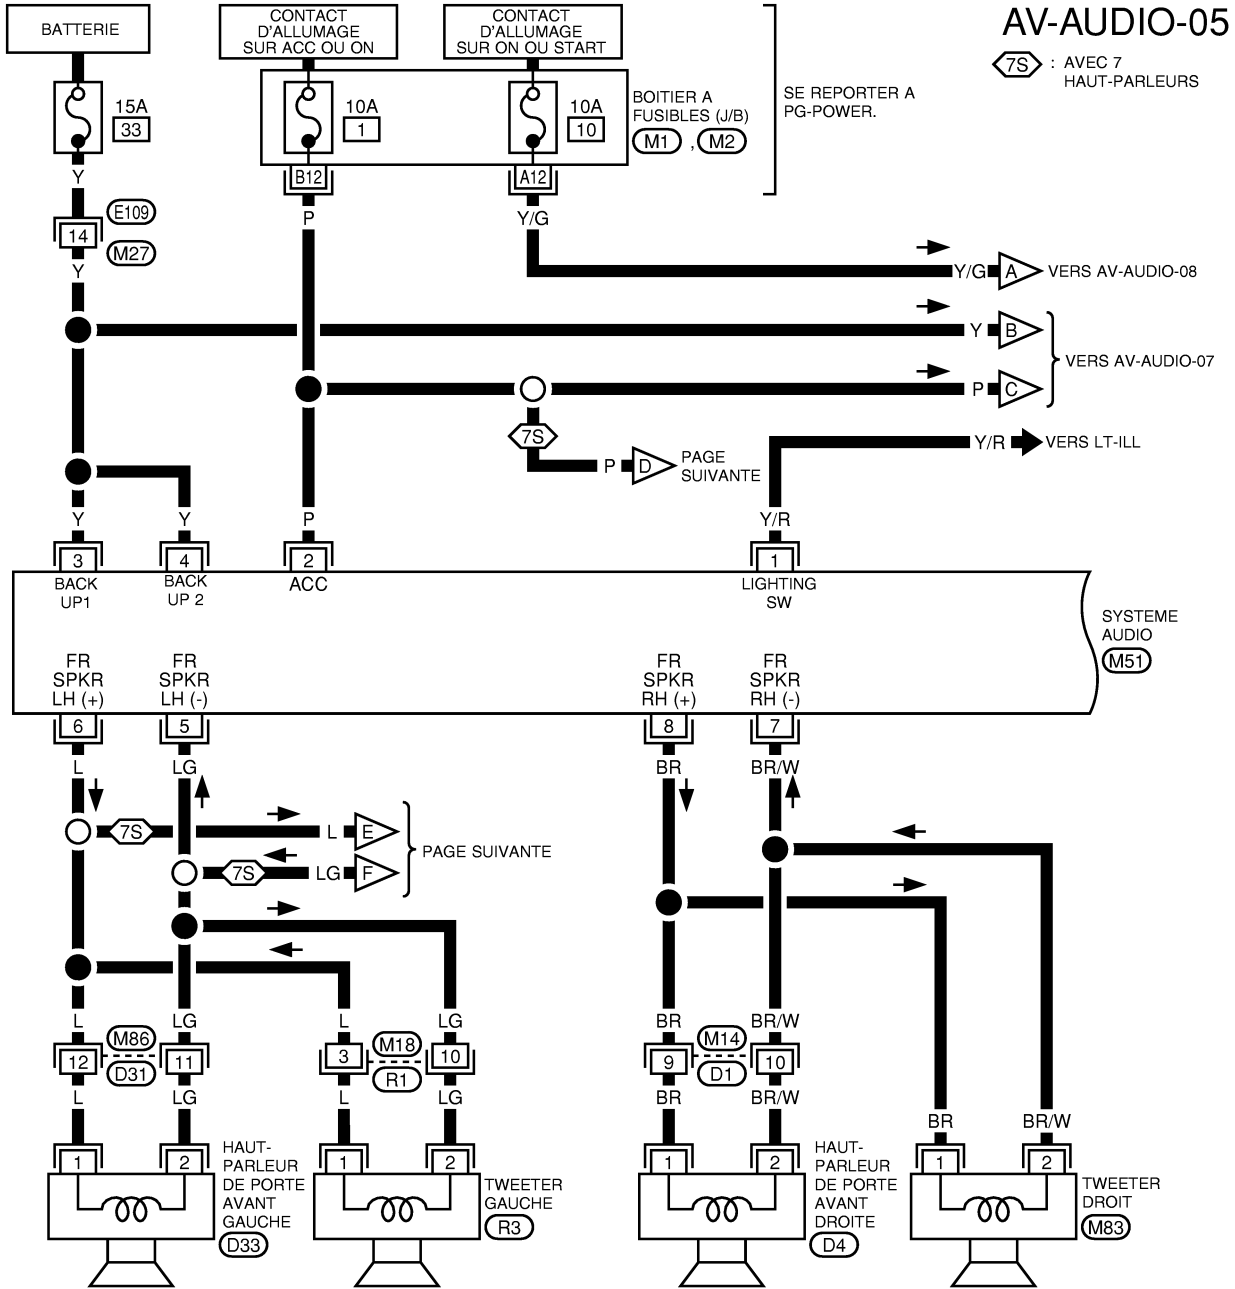 AV-AUDIO-05
BATTERIE
CONTACT
D'ALLUMAGE
SUR ACC OU ON
CONTACT
D'ALLUMAGE
SUR ON OU START
7S : AVEC 7
HAUT-PARLEURS
15A
33
10A
1
10A
10
BOITIER A
FUSIBLES (J/B)
M1 , M2
SE REPORTER A
PG-POWER.
B12
A12
Y
P
Y/G
E109
14
M27
Y
Y/G
A
VERS AV-AUDIO-08
Y
B
VERS AV-AUDIO-07
P
C
7S
Y/R
VERS LT-ILL
P
D
PAGE
SUIVANTE
Y
Y
P
Y/R
3
4
2
1
BACK
UP1
BACK
UP 2
ACC
LIGHTING
SW
SYSTEME
AUDIO
M51
FR
SPKR
LH (+)
FR
SPKR
LH (-)
FR
SPKR
RH (+)
FR
SPKR
RH (-)
6
5
8
7
L
LG
BR
BR/W
7S
L
E
7S
LG
F
PAGE SUIVANTE
L
LG
L
LG
BR
BR/W
12
M86
D31
11
3
M18
R1
10
9
M14
D1
10
L
LG
L
LG
BR
BR/W
BR
BR/W
1
2
HAUT-
PARLEUR
DE PORTE
AVANT
GAUCHE
D33
1
2
TWEETER
GAUCHE
R3
1
2
HAUT-
PARLEUR
DE PORTE
AVANT
DROITE
D4
1
2
TWEETER
DROIT
M83